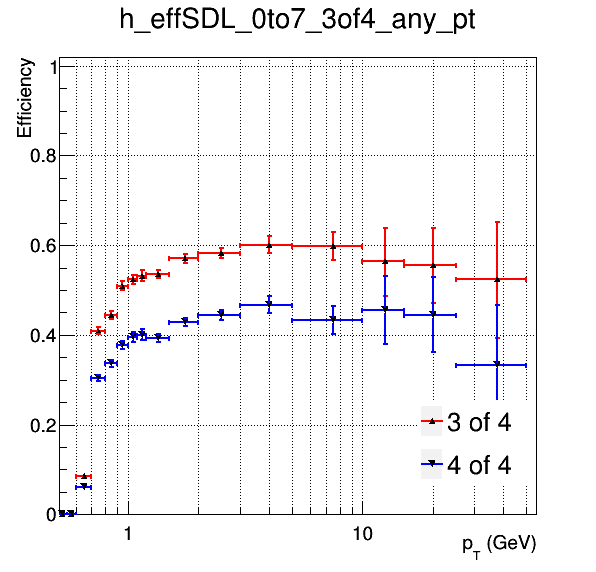 h_effSDL_0to7_3of4_any_pt
Efficiency
1
0.8
0.6
0.4
0.2
0
3 of 4
4 of 4
1
10
p_T (GeV)